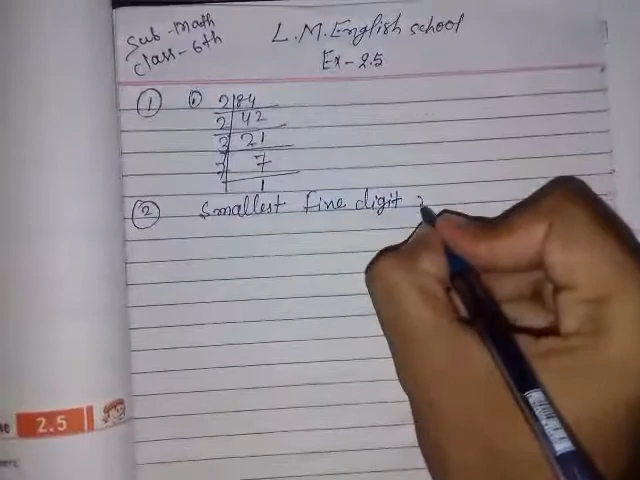 Sub - Math
Class - 6th
L.M. English school
Ex - 2.5
① ① 2 84
2 42
3 21
7 7
1
② Smallest five digit
2.5